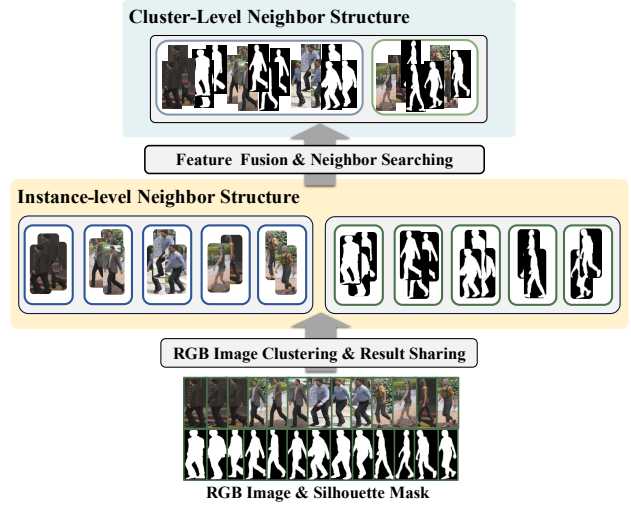 Cluster-Level Neighbor Structure
Feature Fusion & Neighbor Searching
Instance-level Neighbor Structure
RGB Image Clustering & Result Sharing
RGB Image & Silhouette Mask